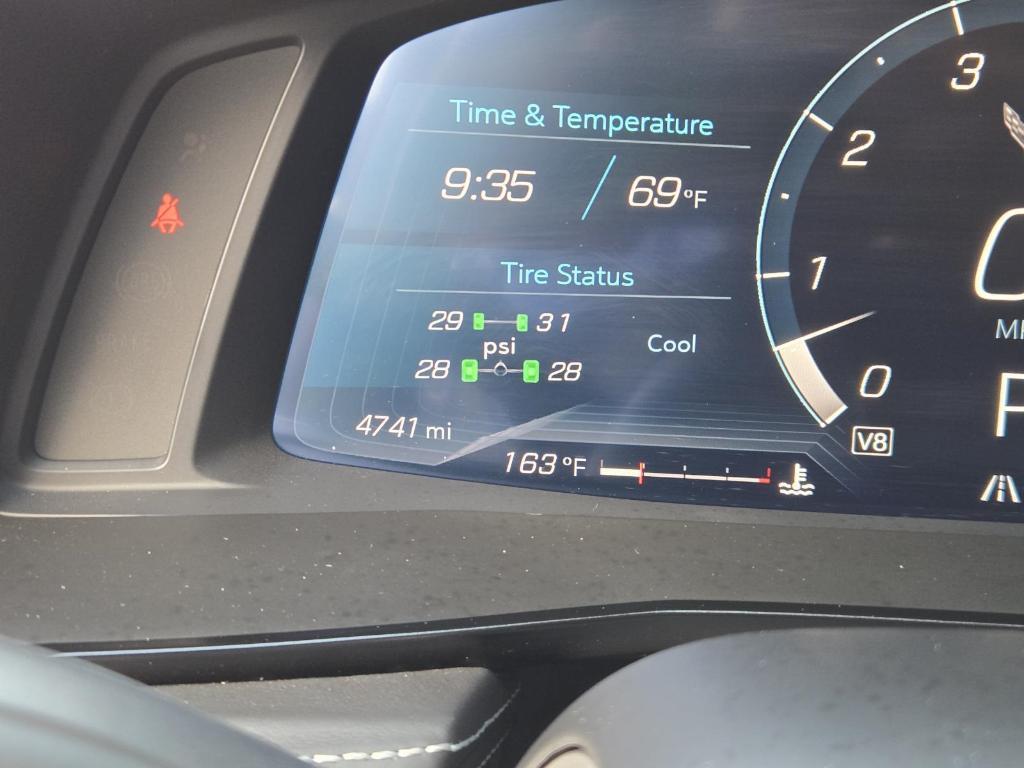 Time & Temperature
9:35 69°F
Tire Status
29 31
psi
Cool
28 28
4741 mi
163°F
3
2
1
0
V8